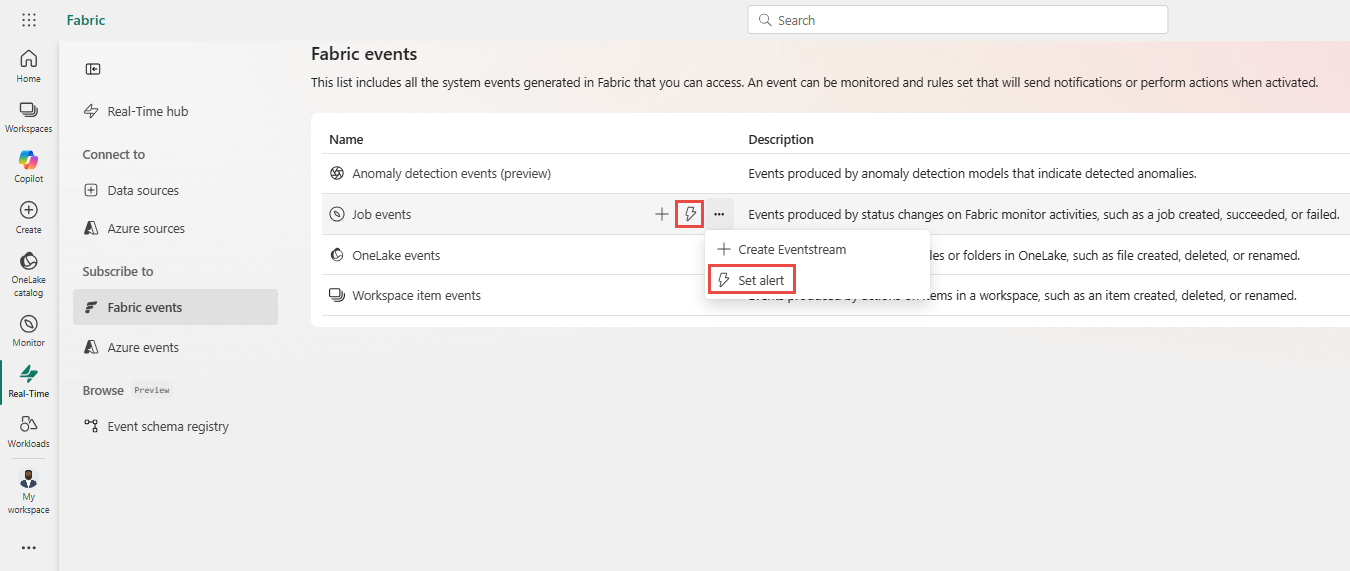 Fabric
Search
Home
Workspaces
Copilot
Create
OneLake
catalog
Monitor
Real-Time
Workloads
My
workspace
Real-Time hub
Connect to
Data sources
Azure sources
Subscribe to
Fabric events
Azure events
Browse Preview
Event schema registry
Fabric events
This list includes all the system events generated in Fabric that you can access. An event can be monitored and rules set that will send notifications or perform actions when activated.
Name Description
Anomaly detection events (preview) Events produced by anomaly detection models that indicate detected anomalies.
Job events Events produced by status changes on Fabric monitor activities, such as a job created, succeeded, or failed.
Create Eventstream
Set alert
OneLake events or folders in OneLake, such as file created, deleted, or renamed.
Workspace item events Events produced by actions on items in a workspace, such as an item created, deleted, or renamed.